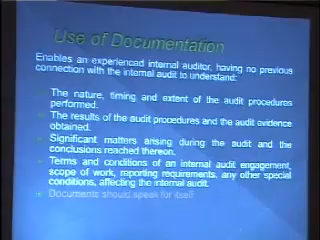 Use of Documentation
Enables an experienced internal auditor, having no previous
connection with the internal audit to understand:
The nature, timing and extent of the audit procedures
performed.
The results of the audit procedures and the audit evidence
obtained.
Significant matters arising during the audit and the
conclusions reached thereon.
Terms and conditions of an internal audit engagement,
scope of work, reporting requirements, any other special
conditions, affecting the internal audit.
Documents should speak for itself